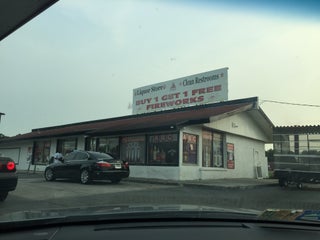 Liquor Store Clean Restrooms
BUY 1 GET 1 FREE
FIREWORKS